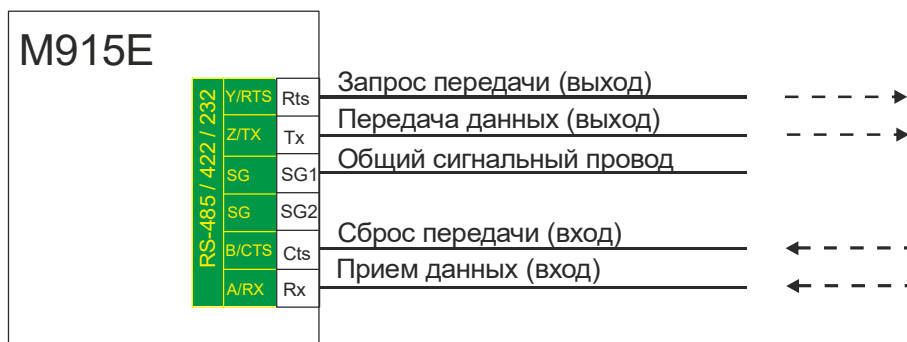 M915E
RS-485 / 422 / 232
Y/RTS Rts Запрос передачи (выход)
Z/TX Tx Передача данных (выход)
SG SG1 Общий сигнальный провод
SG SG2
B/CTS Cts Сброс передачи (вход)
A/RX Rx Прием данных (вход)